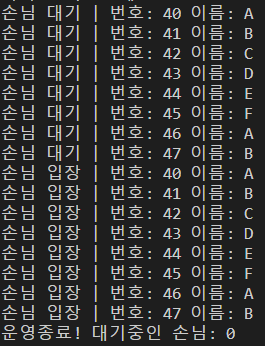 손님 대기 | 번호: 40 이름: A
손님 대기 | 번호: 41 이름: B
손님 대기 | 번호: 42 이름: C
손님 대기 | 번호: 43 이름: D
손님 대기 | 번호: 44 이름: E
손님 대기 | 번호: 45 이름: F
손님 대기 | 번호: 46 이름: A
손님 대기 | 번호: 47 이름: B
손님 입장 | 번호: 40 이름: A
손님 입장 | 번호: 41 이름: B
손님 입장 | 번호: 42 이름: C
손님 입장 | 번호: 43 이름: D
손님 입장 | 번호: 44 이름: E
손님 입장 | 번호: 45 이름: F
손님 입장 | 번호: 46 이름: A
손님 입장 | 번호: 47 이름: B
운영종료! 대기중인 손님: 0